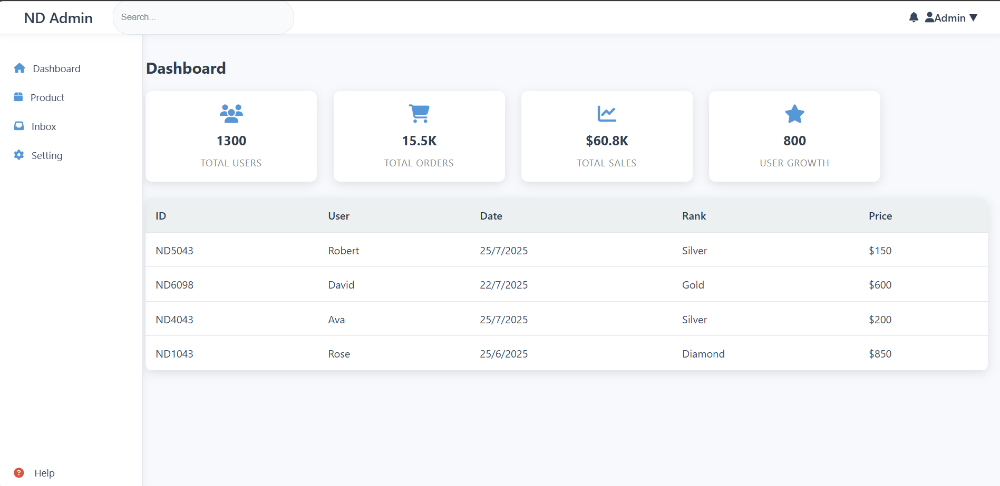 ND Admin
Search...
Admin ▼
Dashboard
Product
Inbox
Setting
Help
Dashboard
1300
TOTAL USERS
15.5K
TOTAL ORDERS
$60.8K
TOTAL SALES
800
USER GROWTH
ID User Date Rank Price
ND5043 Robert 25/7/2025 Silver $150
ND6098 David 22/7/2025 Gold $600
ND4043 Ava 25/7/2025 Silver $200
ND1043 Rose 25/6/2025 Diamond $850